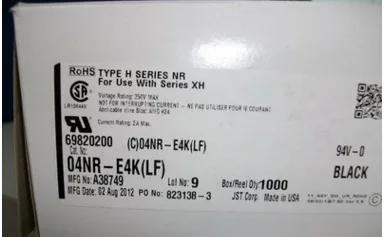 RoHS TYPE H SERIES NR
For Use With Series XH
Voltage Rating: 250V MAX
NOT FOR INTERRUPTING CURRENT - NE PAS UTILISER POUR LE COURANT
Applicable Wire Size: AWG #24
Current Rating: 2A Max.
69820200 (C)04NR-E4K(LF)
Cat. No.
94V-0
04NR-E4K(LF)
BLACK
MFG No: A38749 Lot No: 9 Box/Reel Qty: 1000
MFG Date: 02 Aug 2012 PO No: 823138-3 JST Corp. Made in USA